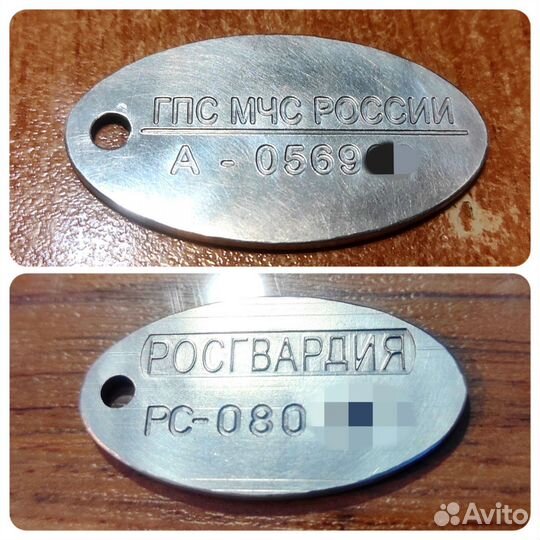 ГПС МЧС РОССИИ
А - 0569
РОСГВАРДИЯ
РС-080
Avito